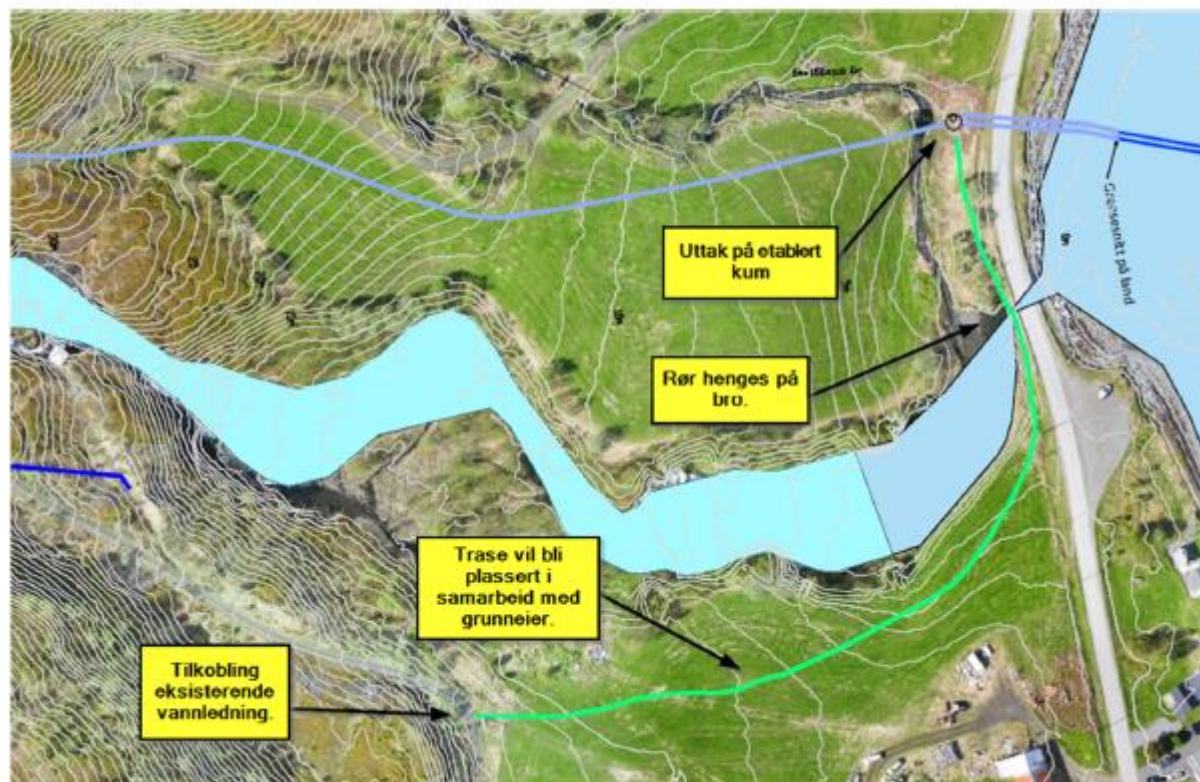 Uttak på etablert
kum
Grensesnitt på land
Rør henges på
bro.
Trase vil bli
plassert i
samarbeid med
grunneier.
Tilkobling
eksisterende
vannledning.